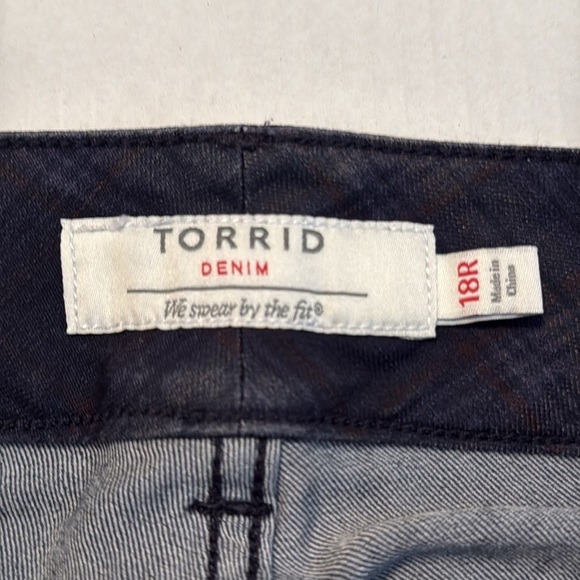 TORRID
DENIM
We swear by the fit®
18R
Made in
China